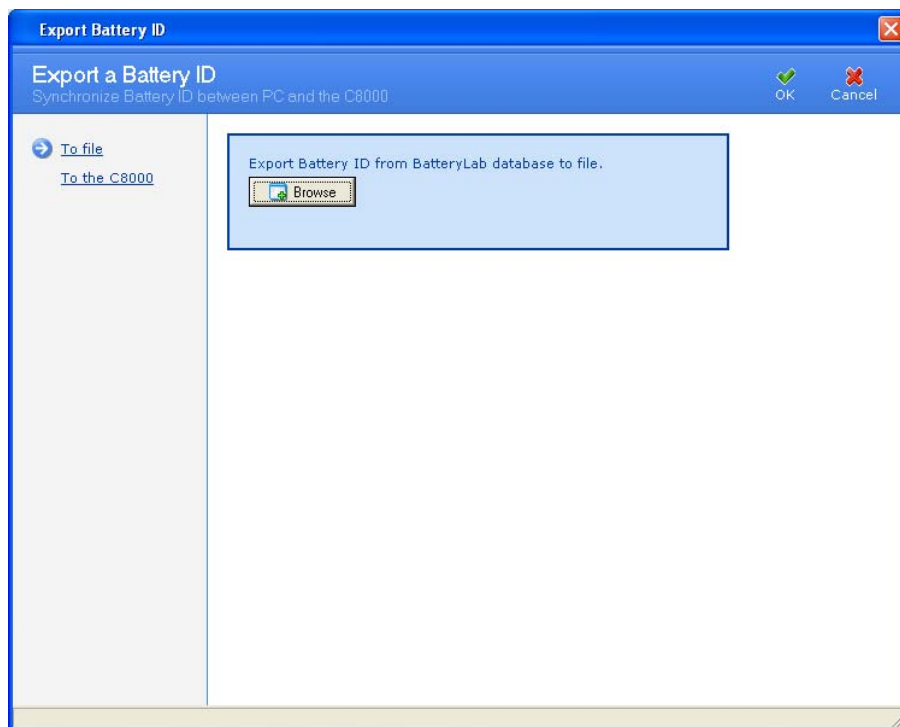 Export Battery ID
Export a Battery ID
Synchronize Battery ID between PC and the C8000
OK
Cancel
To file
To the C8000
Export Battery ID from BatteryLab database to file.
Browse